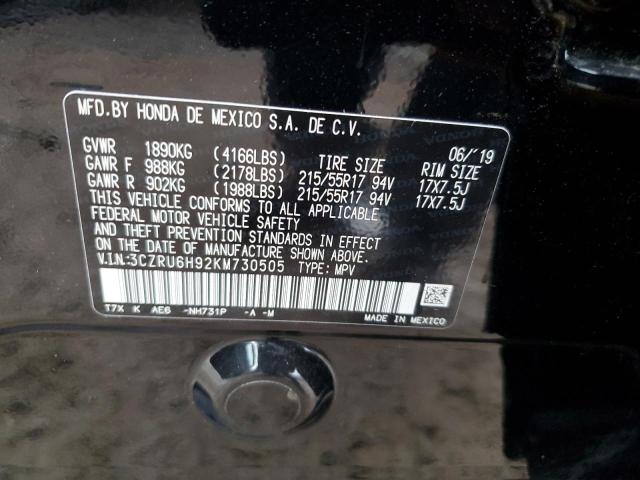 MFD.BY HONDA DE MEXICO S.A. DE C.V.
06/'19
GVWR 1890KG (4166LBS) TIRE SIZE RIM SIZE
GAWR F 988KG (2178LBS) 215/55R17 94V 17X7.5J
GAWR R 902KG (1988LBS) 215/55R17 94V 17X7.5J
THIS VEHICLE CONFORMS TO ALL APPLICABLE
FEDERAL MOTOR VEHICLE SAFETY
AND THEFT PREVENTION STANDARDS IN EFFECT
ON THE DATE OF MANUFACTURE SHOWN ABOVE.
V.I.N.:3CZRU6H92KM730505 TYPE: MPV
T7X K AE6 -NH731P -A -M
MADE IN MEXICO